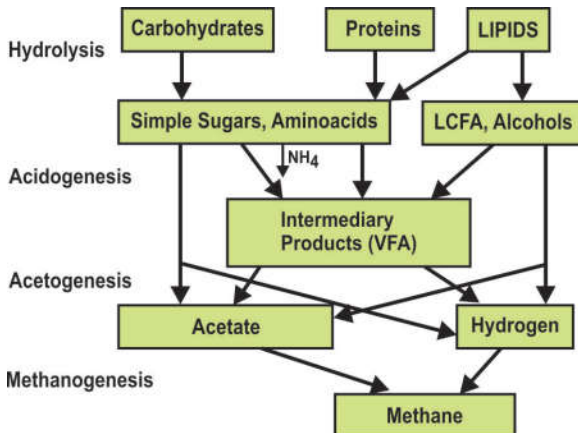 Carbohydrates
Proteins
LIPIDS
Hydrolysis
Simple Sugars, Aminoacids
LCFA, Alcohols
NH4
Acidogenesis
Intermediary
Products (VFA)
Acetogenesis
Acetate
Hydrogen
Methanogenesis
Methane